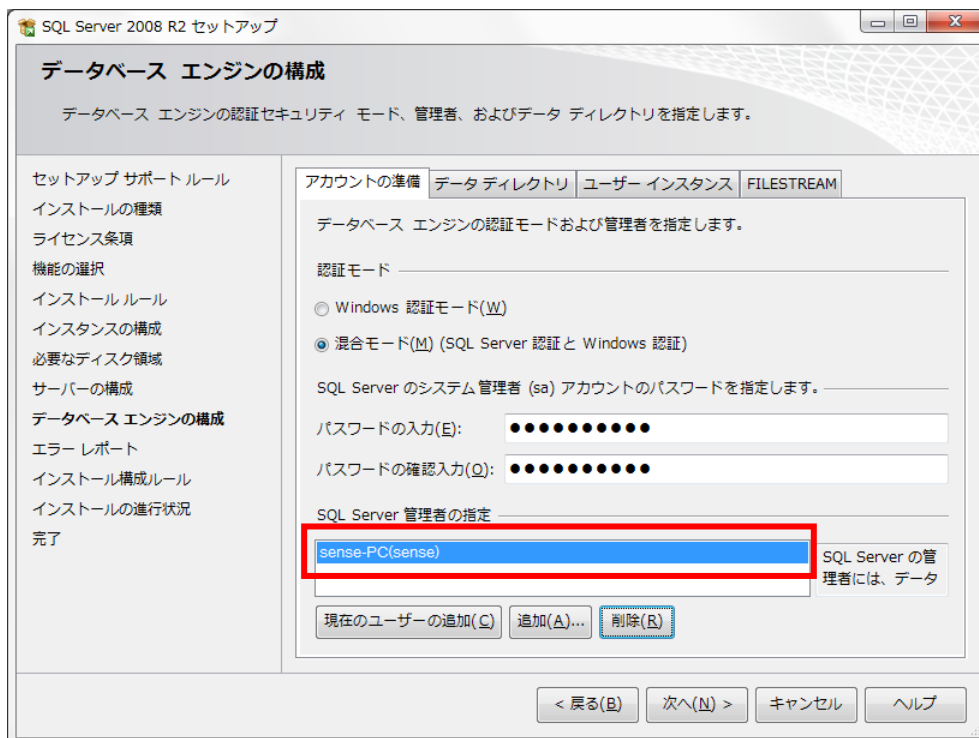 SQL Server 2008 R2 セットアップ
データベース エンジンの構成
データベース エンジンの認証セキュリティ モード、管理者、およびデータ ディレクトリを指定します。
セットアップ サポート ルール
インストールの種類
ライセンス条項
機能の選択
インストール ルール
インスタンスの構成
必要なディスク領域
サーバーの構成
データベース エンジンの構成
エラー レポート
インストール構成ルール
インストールの進行状況
完了
アカウントの準備 データ ディレクトリ ユーザー インスタンス FILESTREAM
データベース エンジンの認証モードおよび管理者を指定します。
認証モード
Windows 認証モード(W)
混合モード(M) (SQL Server 認証と Windows 認証)
SQL Server のシステム管理者 (sa) アカウントのパスワードを指定します。
パスワードの入力(E): ●●●●●●●●●●
パスワードの確認入力(O): ●●●●●●●●●●
SQL Server 管理者の指定
sense-PC(sense)
SQL Server の管
理者には、データ
現在のユーザーの追加(C) 追加(A)... 削除(R)
< 戻る(B) 次へ(N) > キャンセル ヘルプ